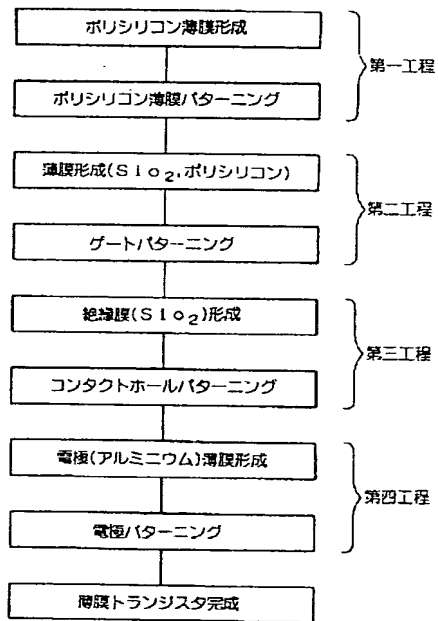 ポリシリコン薄膜形成
ポリシリコン薄膜パターニング
第一工程
薄膜形成(SiO₂,ポリシリコン)
ゲートパターニング
第二工程
絶縁膜(SiO₂)形成
コンタクトホールパターニング
第三工程
電極(アルミニウム)薄膜形成
電極パターニング
第四工程
薄膜トランジスタ完成